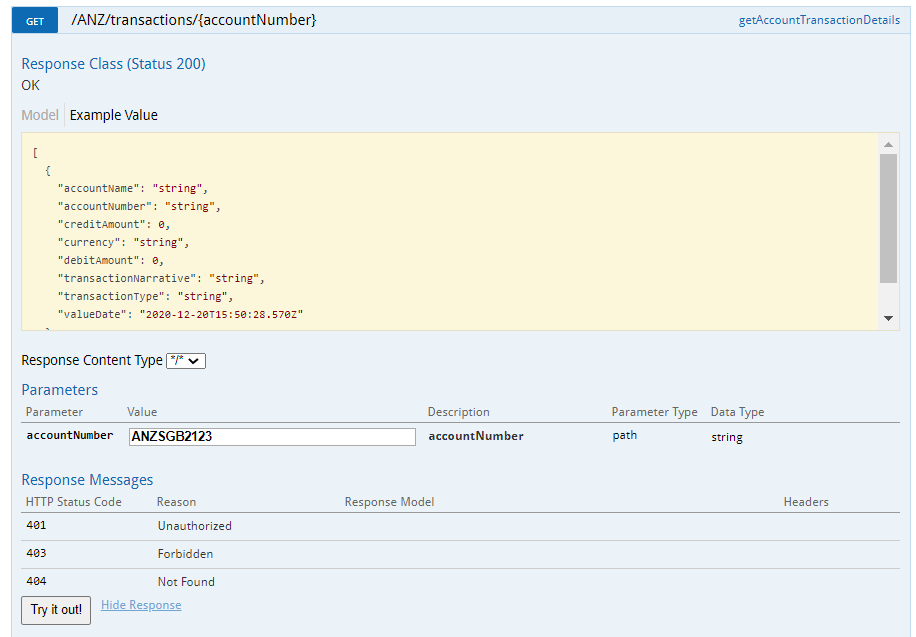 GET /ANZ/transactions/{accountNumber} getAccountTransactionDetails
Response Class (Status 200)
OK
Model Example Value
[
{
"accountName": "string",
"accountNumber": "string",
"creditAmount": 0,
"currency": "string",
"debitAmount": 0,
"transactionNarrative": "string",
"transactionType": "string",
"valueDate": "2020-12-20T15:50:28.570Z"
Response Content Type */*
Parameters
Parameter Value Description Parameter Type Data Type
accountNumber ANZSGB2123 accountNumber path string
Response Messages
HTTP Status Code Reason Response Model Headers
401 Unauthorized
403 Forbidden
404 Not Found
Try it out! Hide Response